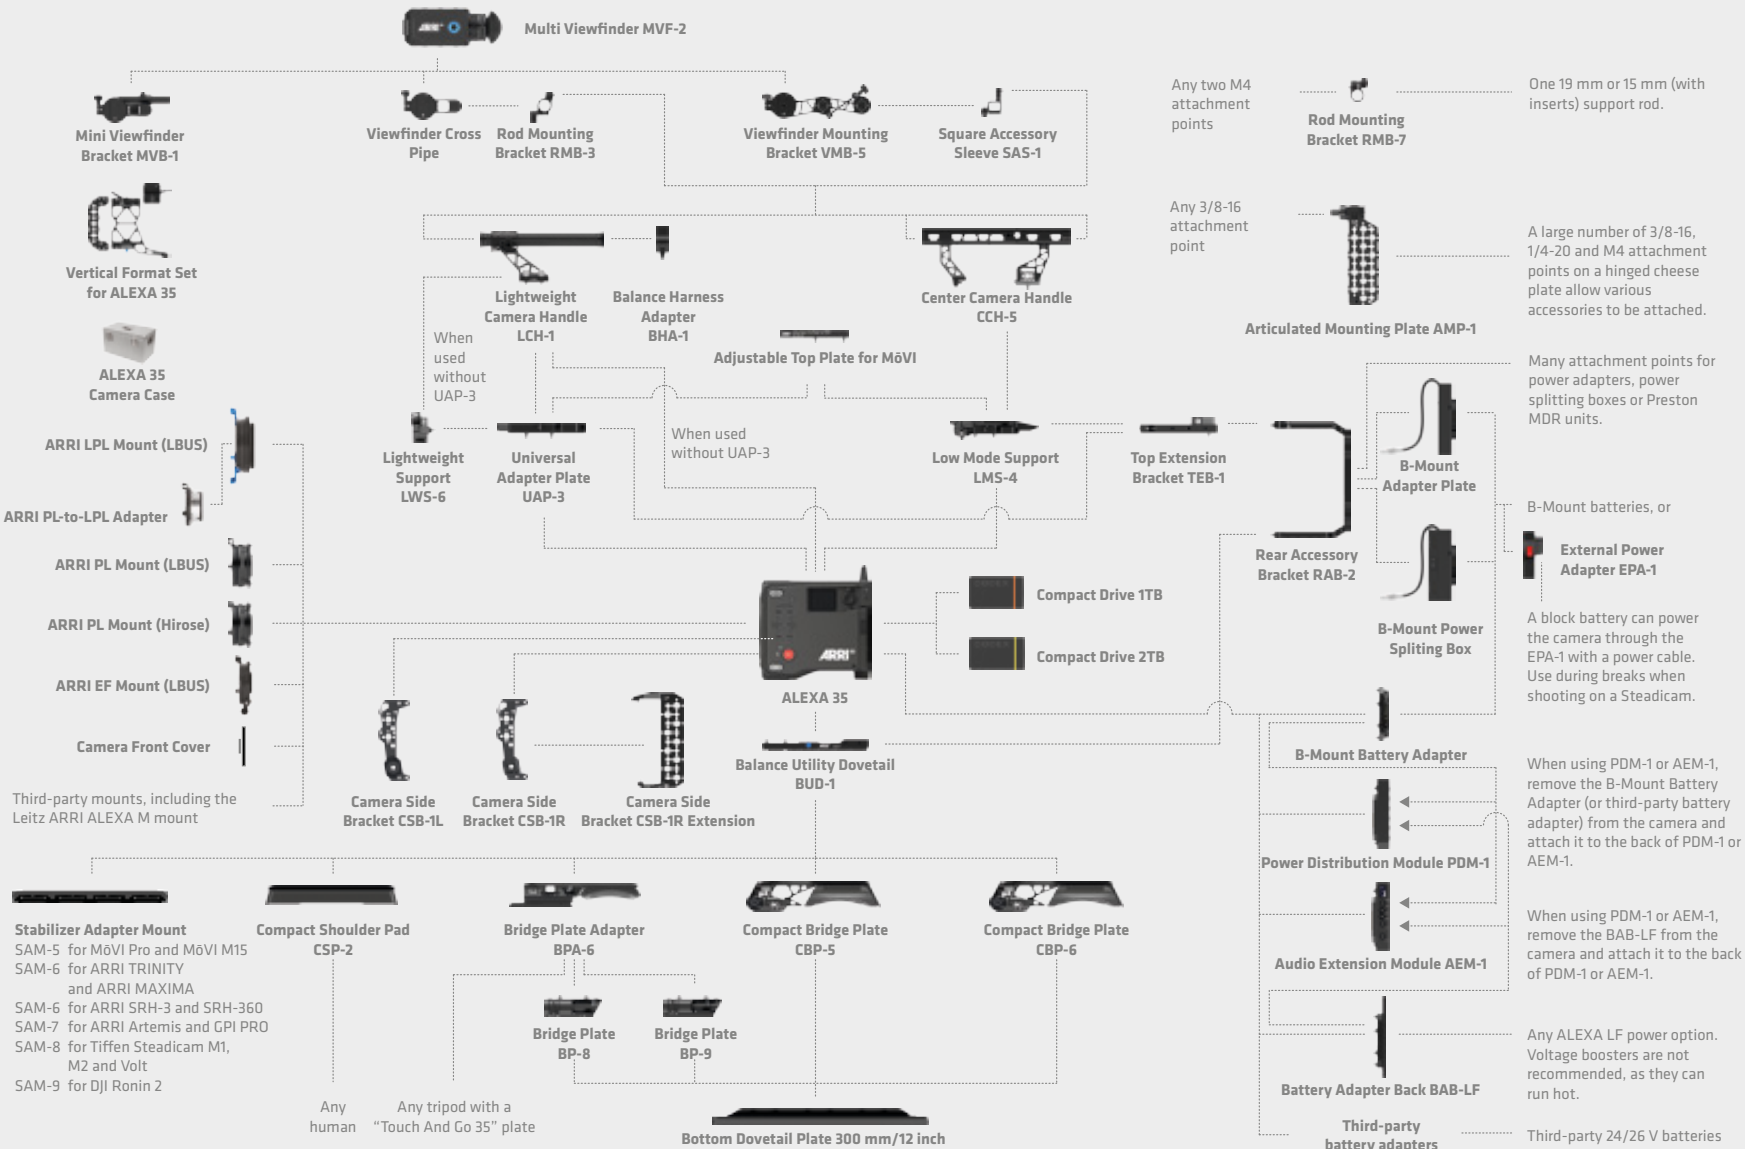 Multi Viewfinder MVF-2
Mini Viewfinder
Bracket MVB-1
Viewfinder Cross
Pipe
Rod Mounting
Bracket RMB-3
Viewfinder Mounting
Bracket VMB-5
Square Accessory
Sleeve SAS-1
Any two M4
attachment
points
Rod Mounting
Bracket RMB-7
One 19 mm or 15 mm (with
inserts) support rod.
Vertical Format Set
for ALEXA 35
Lightweight
Camera Handle
LCH-1
Balance Harness
Adapter
BHA-1
Center Camera Handle
CCH-5
Any 3/8-16
attachment
point
Articulated Mounting Plate AMP-1
A large number of 3/8-16,
1/4-20 and M4 attachment
points on a hinged cheese
plate allow various
accessories to be attached.
ALEXA 35
Camera Case
When
used
without
UAP-3
Adjustable Top Plate for MōVI
Many attachment points for
power adapters, power
splitting boxes or Preston
MDR units.
ARRI LPL Mount (LBUS)
ARRI PL-to-LPL Adapter
ARRI PL Mount (LBUS)
ARRI PL Mount (Hirose)
ARRI EF Mount (LBUS)
Camera Front Cover
Third-party mounts, including the
Leitz ARRI ALEXA M mount
Lightweight
Support
LWS-6
Universal
Adapter Plate
UAP-3
When used
without UAP-3
Low Mode Support
LMS-4
Top Extension
Bracket TEB-1
Rear Accessory
Bracket RAB-2
B-Mount
Adapter Plate
B-Mount Power
Spliting Box
B-Mount batteries, or
External Power
Adapter EPA-1
A block battery can power
the camera through the
EPA-1 with a power cable.
Use during breaks when
shooting on a Steadicam.
ARRI
ALEXA 35
Compact Drive 1TB
Compact Drive 2TB
Camera Side
Bracket CSB-1L
Camera Side
Bracket CSB-1R
Camera Side
Bracket CSB-1R Extension
Balance Utility Dovetail
BUD-1
B-Mount Battery Adapter
Power Distribution Module PDM-1
When using PDM-1 or AEM-1,
remove the B-Mount Battery
Adapter (or third-party battery
adapter) from the camera and
attach it to the back of PDM-1 or
AEM-1.
Audio Extension Module AEM-1
When using PDM-1 or AEM-1,
remove the BAB-LF from the
camera and attach it to the back
of PDM-1 or AEM-1.
Battery Adapter Back BAB-LF
Any ALEXA LF power option.
Voltage boosters are not
recommended, as they can
run hot.
Third-party
battery adapters
Third-party 24/26 V batteries
Stabilizer Adapter Mount
SAM-5 for MōVI Pro and MōVI M15
SAM-6 for ARRI TRINITY
and ARRI MAXIMA
SAM-6 for ARRI SRH-3 and SRH-360
SAM-7 for ARRI Artemis and GPI PRO
SAM-8 for Tiffen Steadicam M1,
M2 and Volt
SAM-9 for DJI Ronin 2
Compact Shoulder Pad
CSP-2
Bridge Plate Adapter
BPA-6
Compact Bridge Plate
CBP-5
Compact Bridge Plate
CBP-6
Bridge Plate
BP-8
Bridge Plate
BP-9
Any
human
Any tripod with a
“Touch And Go 35” plate
Bottom Dovetail Plate 300 mm/12 inch